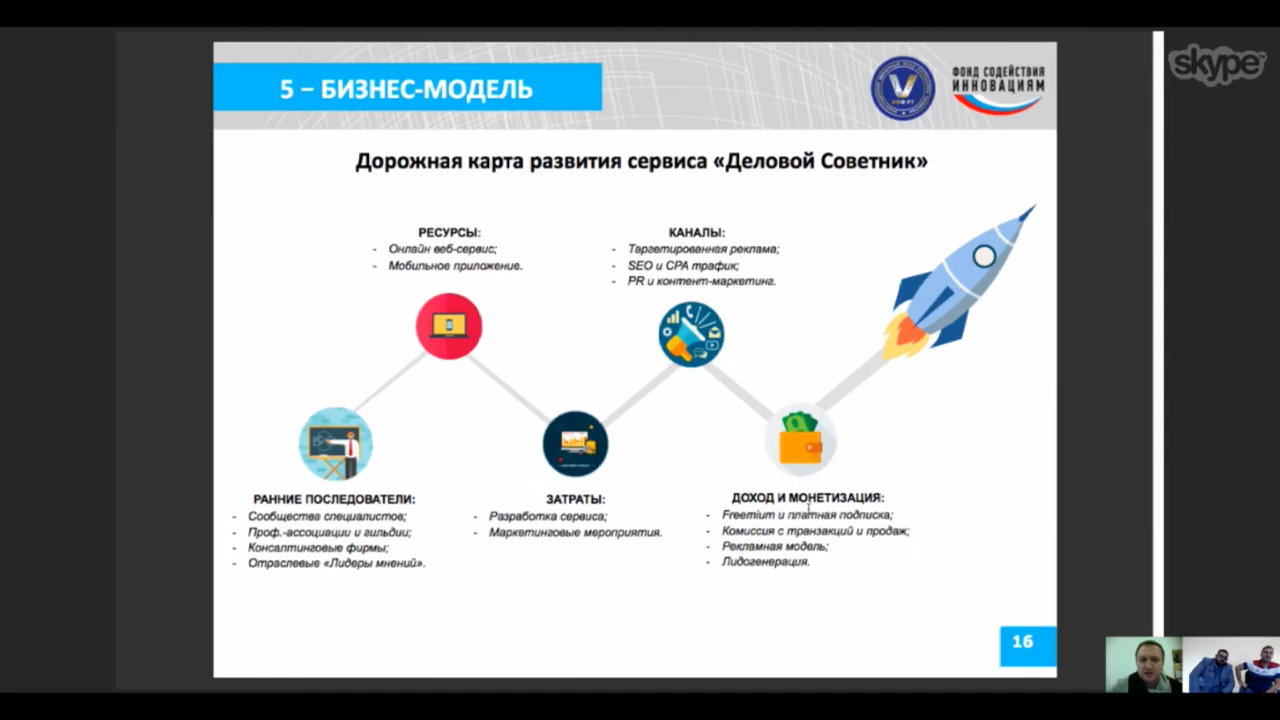 skype
5 – БИЗНЕС-МОДЕЛЬ
ФОНД СОДЕЙСТВИЯ
ИННОВАЦИЯМ
Дорожная карта развития сервиса «Деловой Советник»
РЕСУРСЫ:
- Онлайн веб-сервис;
- Мобильное приложение.
КАНАЛЫ:
- Таргетированная реклама;
- SEO и CPA трафик;
- PR и контент-маркетинг.
РАННИЕ ПОСЛЕДОВАТЕЛИ:
- Сообщества специалистов;
- Проф.-ассоциации и гильдии;
- Консалтинговые фирмы;
- Отраслевые «Лидеры мнений».
ЗАТРАТЫ:
- Разработка сервиса;
- Маркетинговые мероприятия.
ДОХОД И МОНЕТИЗАЦИЯ:
- Freemium и платная подписка;
- Комиссия с транзакций и продаж;
- Рекламная модель;
- Лидогенерация.
16